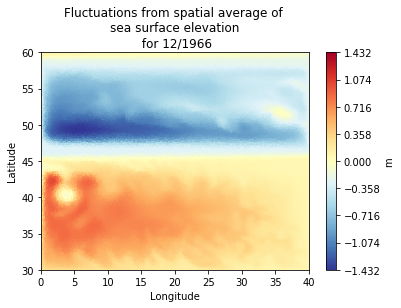 Fluctuations from spatial average of
sea surface elevation
for 12/1966
60
55
50
45
40
35
30
Latitude
0 5 10 15 20 25 30 35 40
Longitude
1.432
1.074
0.716
0.358
0.000
−0.358
−0.716
−1.074
−1.432
m